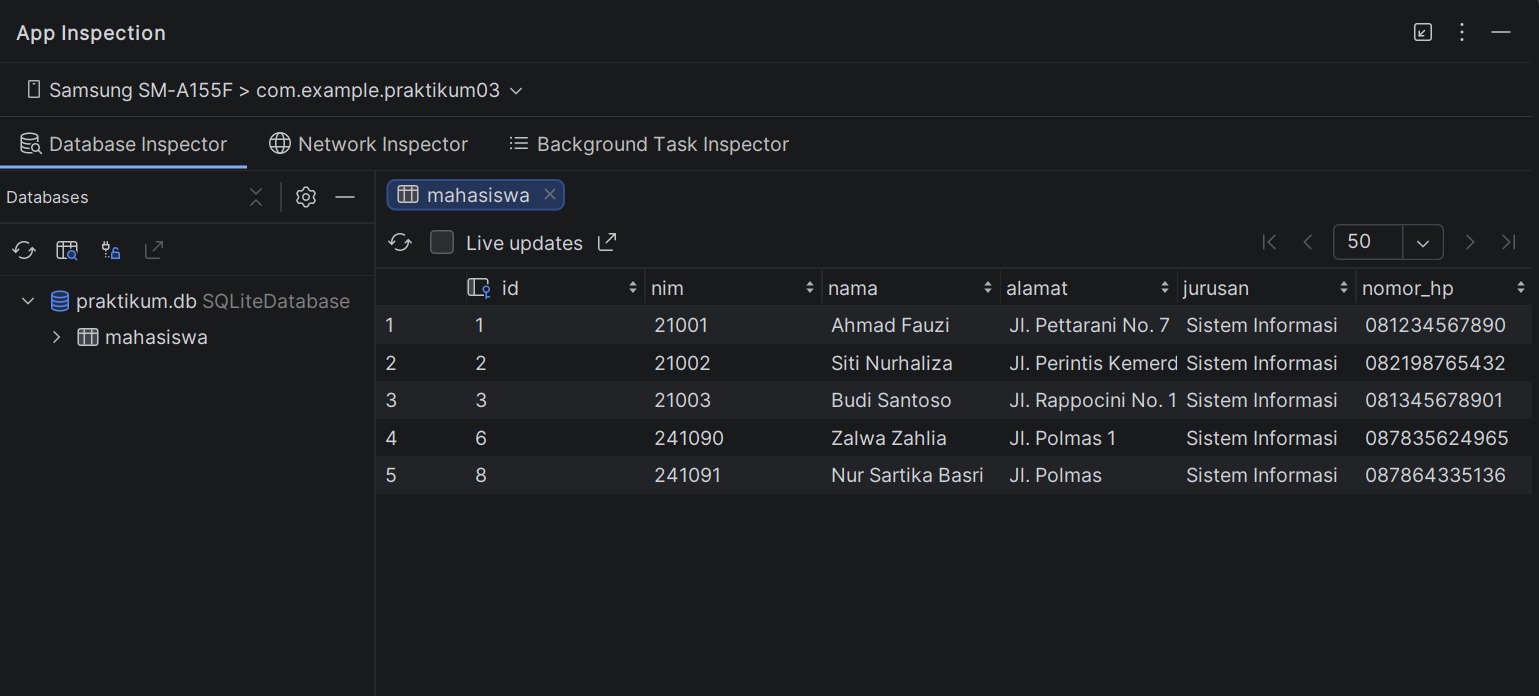 App Inspection
Samsung SM-A155F > com.example.praktikum03
Database Inspector Network Inspector Background Task Inspector
Databases
mahasiswa
Live updates
50
praktikum.db SQLiteDatabase
mahasiswa
id nim nama alamat jurusan nomor_hp
1 1 21001 Ahmad Fauzi Jl. Pettarani No. 7 Sistem Informasi 081234567890
2 2 21002 Siti Nurhaliza Jl. Perintis Kemerd Sistem Informasi 082198765432
3 3 21003 Budi Santoso Jl. Rappocini No. 1 Sistem Informasi 081345678901
4 6 241090 Zalwa Zahlia Jl. Polmas 1 Sistem Informasi 087835624965
5 8 241091 Nur Sartika Basri Jl. Polmas Sistem Informasi 087864335136